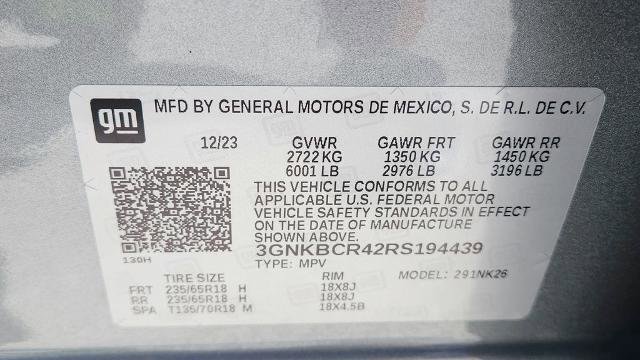 gm MFD BY GENERAL MOTORS DE MEXICO, S. DE R.L. DE C.V.
12/23 GVWR GAWR FRT GAWR RR
2722 KG 1350 KG 1450 KG
6001 LB 2976 LB 3196 LB
THIS VEHICLE CONFORMS TO ALL
APPLICABLE U.S. FEDERAL MOTOR
VEHICLE SAFETY STANDARDS IN EFFECT
ON THE DATE OF MANUFACTURE
SHOWN ABOVE.
3GNKBCR42RS194439
130H
TYPE: MPV MODEL: 291NK26
TIRE SIZE RIM
FRT 235/65R18 H 18X8J
RR 235/65R18 H 18X8J
SPA T135/70R18 M 18X4.5B